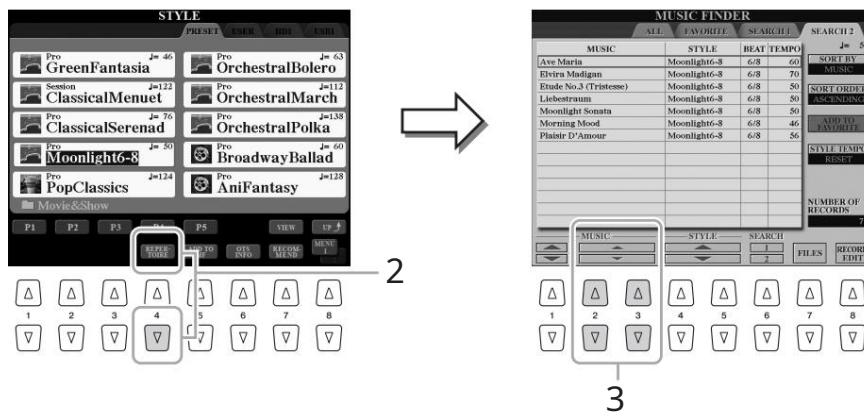 STYLE
PRESET USER HD1 USB1
Pro ♩= 46
GreenFantasia
Pro ♩= 63
OrchestralBolero
Session ♩=122
ClassicalMenuet
Pro ♩=112
OrchestralMarch
Pro ♩= 76
ClassicalSerenad
Pro ♩=138
OrchestralPolka
Pro ♩= 50
Moonlight6-8
Pro ♩= 60
BroadwayBallad
Pro ♩=124
PopClassics
Pro ♩=128
AniFantasy
Movie&Show
P1 P2 P3 P4 P5 VIEW UP
REPER-
TOIRE
ADD TO
OTS
INFO
RECOM-
MEND
MENU
1
1 2 3 4 5 6 7 8
2
MUSIC FINDER
ALL FAVORITE SEARCH 1 SEARCH 2
MUSIC STYLE BEAT TEMPO
Ave Maria Moonlight6-8 6/8 60
Elvira Madigan Moonlight6-8 6/8 70
Etude No.3 (Tristesse) Moonlight6-8 6/8 50
Liebestraum Moonlight6-8 6/8 50
Moonlight Sonata Moonlight6-8 6/8 50
Morning Mood Moonlight6-8 6/8 46
Plaisir D'Amour Moonlight6-8 6/8 56
♩= 5
SORT BY
MUSIC
SORT ORDER
ASCENDING
ADD TO
FAVORITE
STYLE TEMPO
RESET
NUMBER OF
RECORDS
7
MUSIC STYLE SEARCH
1
2
FILES
RECORD
EDIT
1 2 3 4 5 6 7 8
3